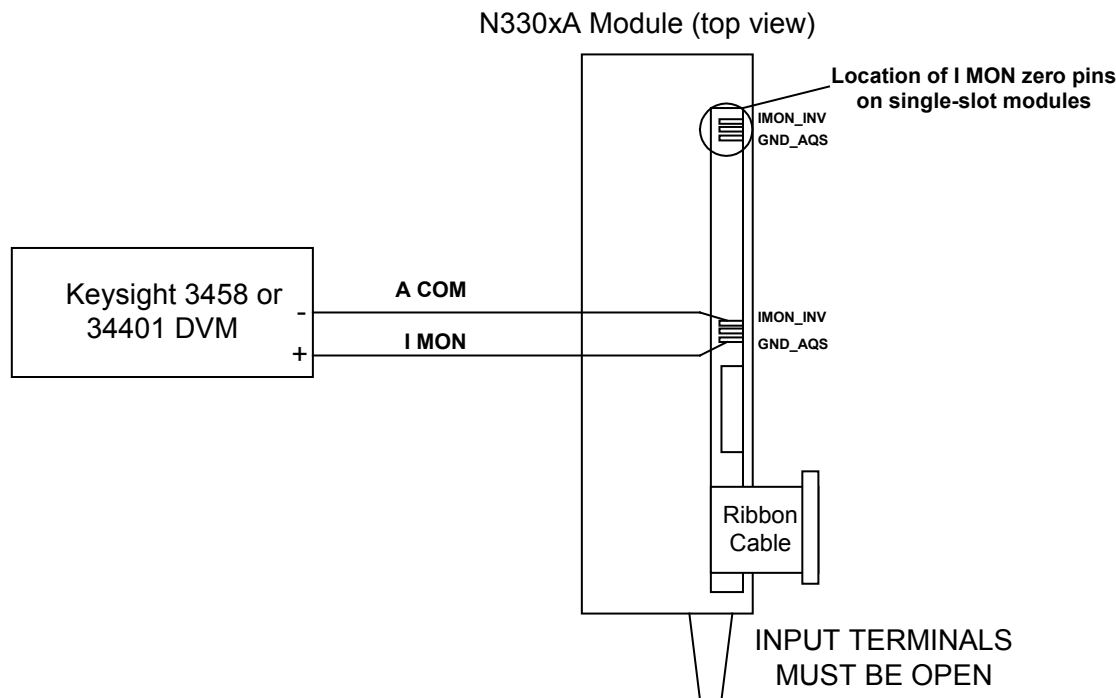 N330xA Module (top view)
Location of I MON zero pins
on single-slot modules
IMON_INV
GND_AQS
Keysight 3458 or
34401 DVM
-
+
A COM
I MON
IMON_INV
GND_AQS
Ribbon
Cable
INPUT TERMINALS
MUST BE OPEN